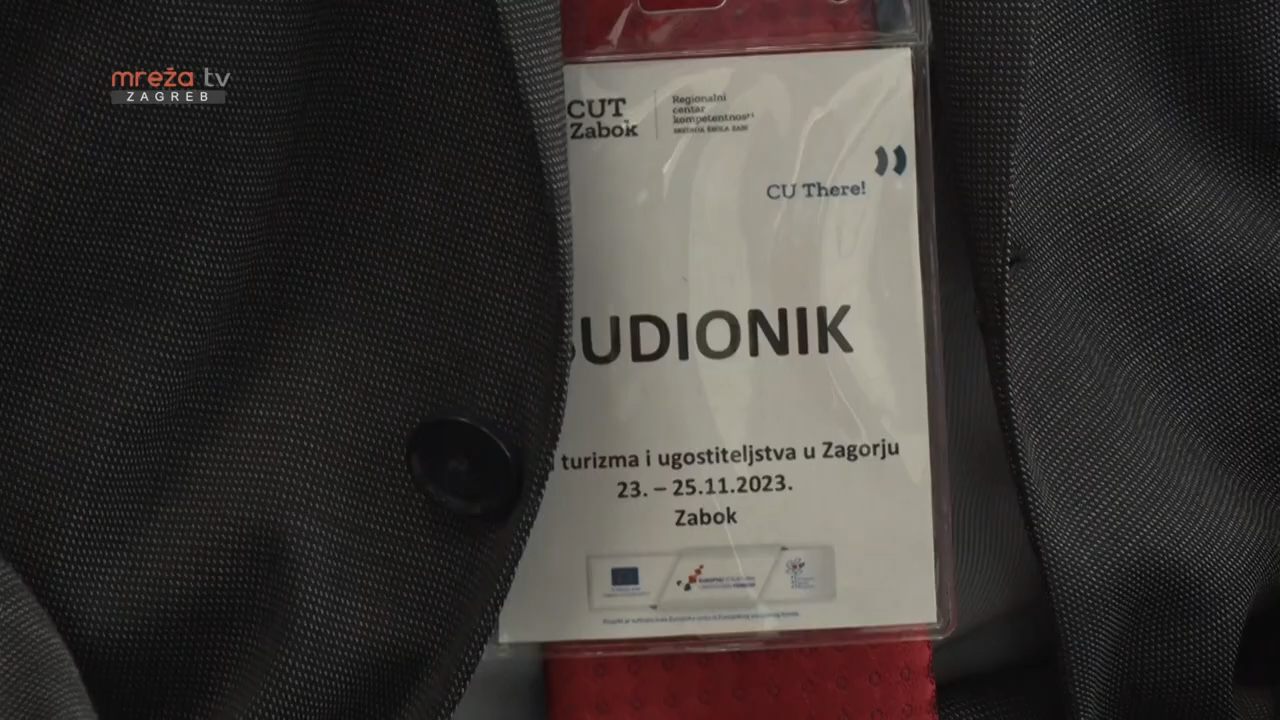 mreža tv
ZAGREB
CUT
Zabok
Regionalni
centar
CU There!
UDIONIK
turizma i ugostiteljstva u Zagorju
23. – 25.11.2023.
Zabok